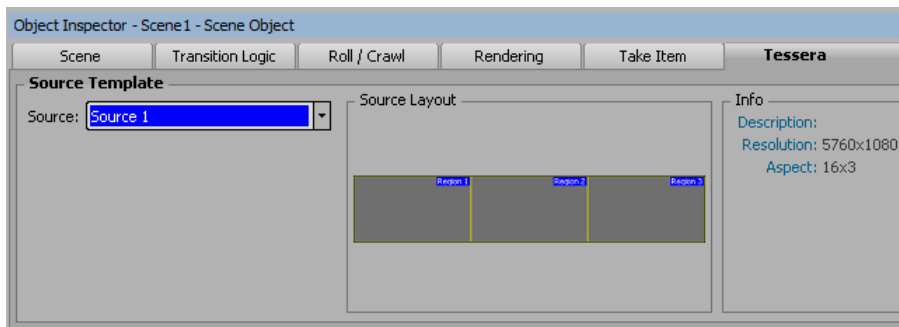 Object Inspector - Scene1 - Scene Object
Scene Transition Logic Roll / Crawl Rendering Take Item Tessera
Source Template
Source: Source 1
Source Layout
Region 1 Region 2 Region 3
Info
Description:
Resolution: 5760x1080
Aspect: 16x3